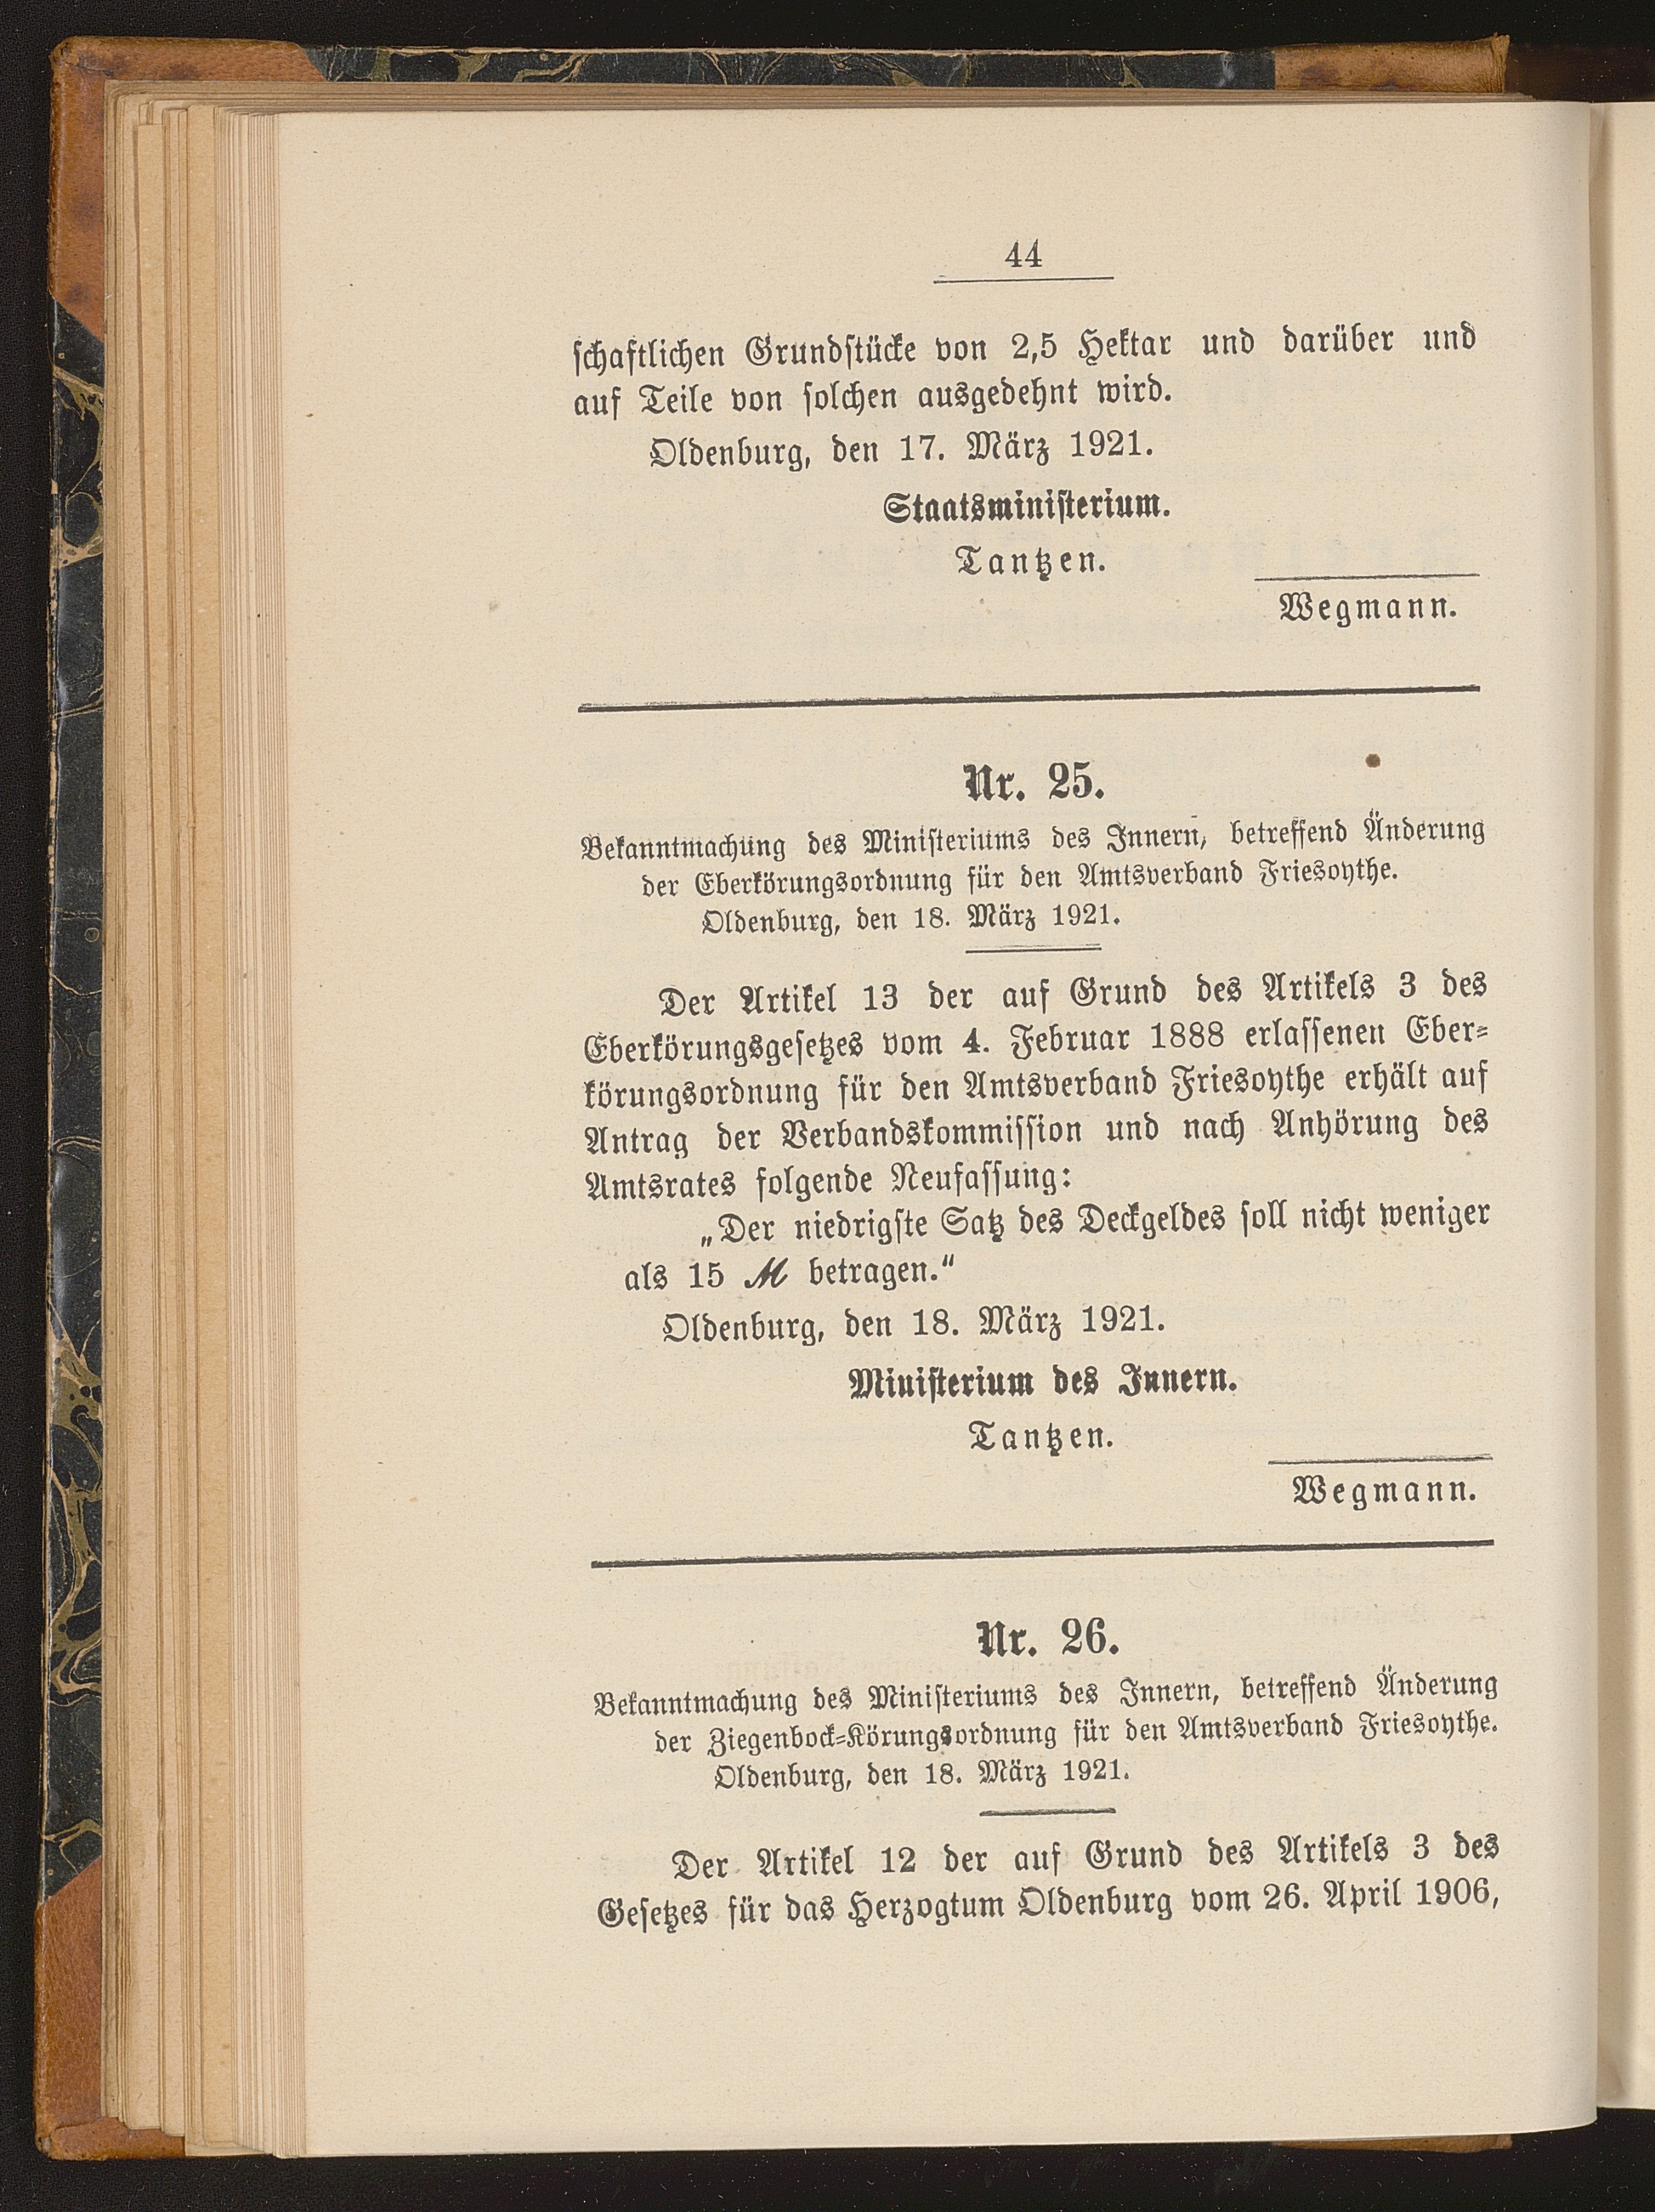 44
schaftlichen Grundstücke von 2,5 Hektar und darüber und
auf Teile von solchen ausgedehnt wird.
Oldenburg, den 17. März 1921.
Staatsministerium.
Tantzen.
Wegmann.
Nr. 25.
Bekanntmachung des Ministeriums des Innern, betreffend Änderung
der Eberkörungsordnung für den Amtsverband Friesoythe.
Oldenburg, den 18. März 1921.
Der Artikel 13 der auf Grund des Artikels 3 des
Eberkörungsgesetzes vom 4. Februar 1888 erlassenen Eber-
körungsordnung für den Amtsverband Friesoythe erhält auf
Antrag der Verbandskommission und nach Anhörung des
Amtsrates folgende Neufassung:
„Der niedrigste Satz des Deckgeldes soll nicht weniger
als 15 ℳ betragen.“
Oldenburg, den 18. März 1921.
Ministerium des Innern.
Tantzen.
Wegmann.
Nr. 26.
Bekanntmachung des Ministeriums des Innern, betreffend Änderung
der Ziegenbock-Körungsordnung für den Amtsverband Friesoythe.
Oldenburg, den 18. März 1921.
Der Artikel 12 der auf Grund des Artikels 3 des
Gesetzes für das Herzogtum Oldenburg vom 26. April 1906,